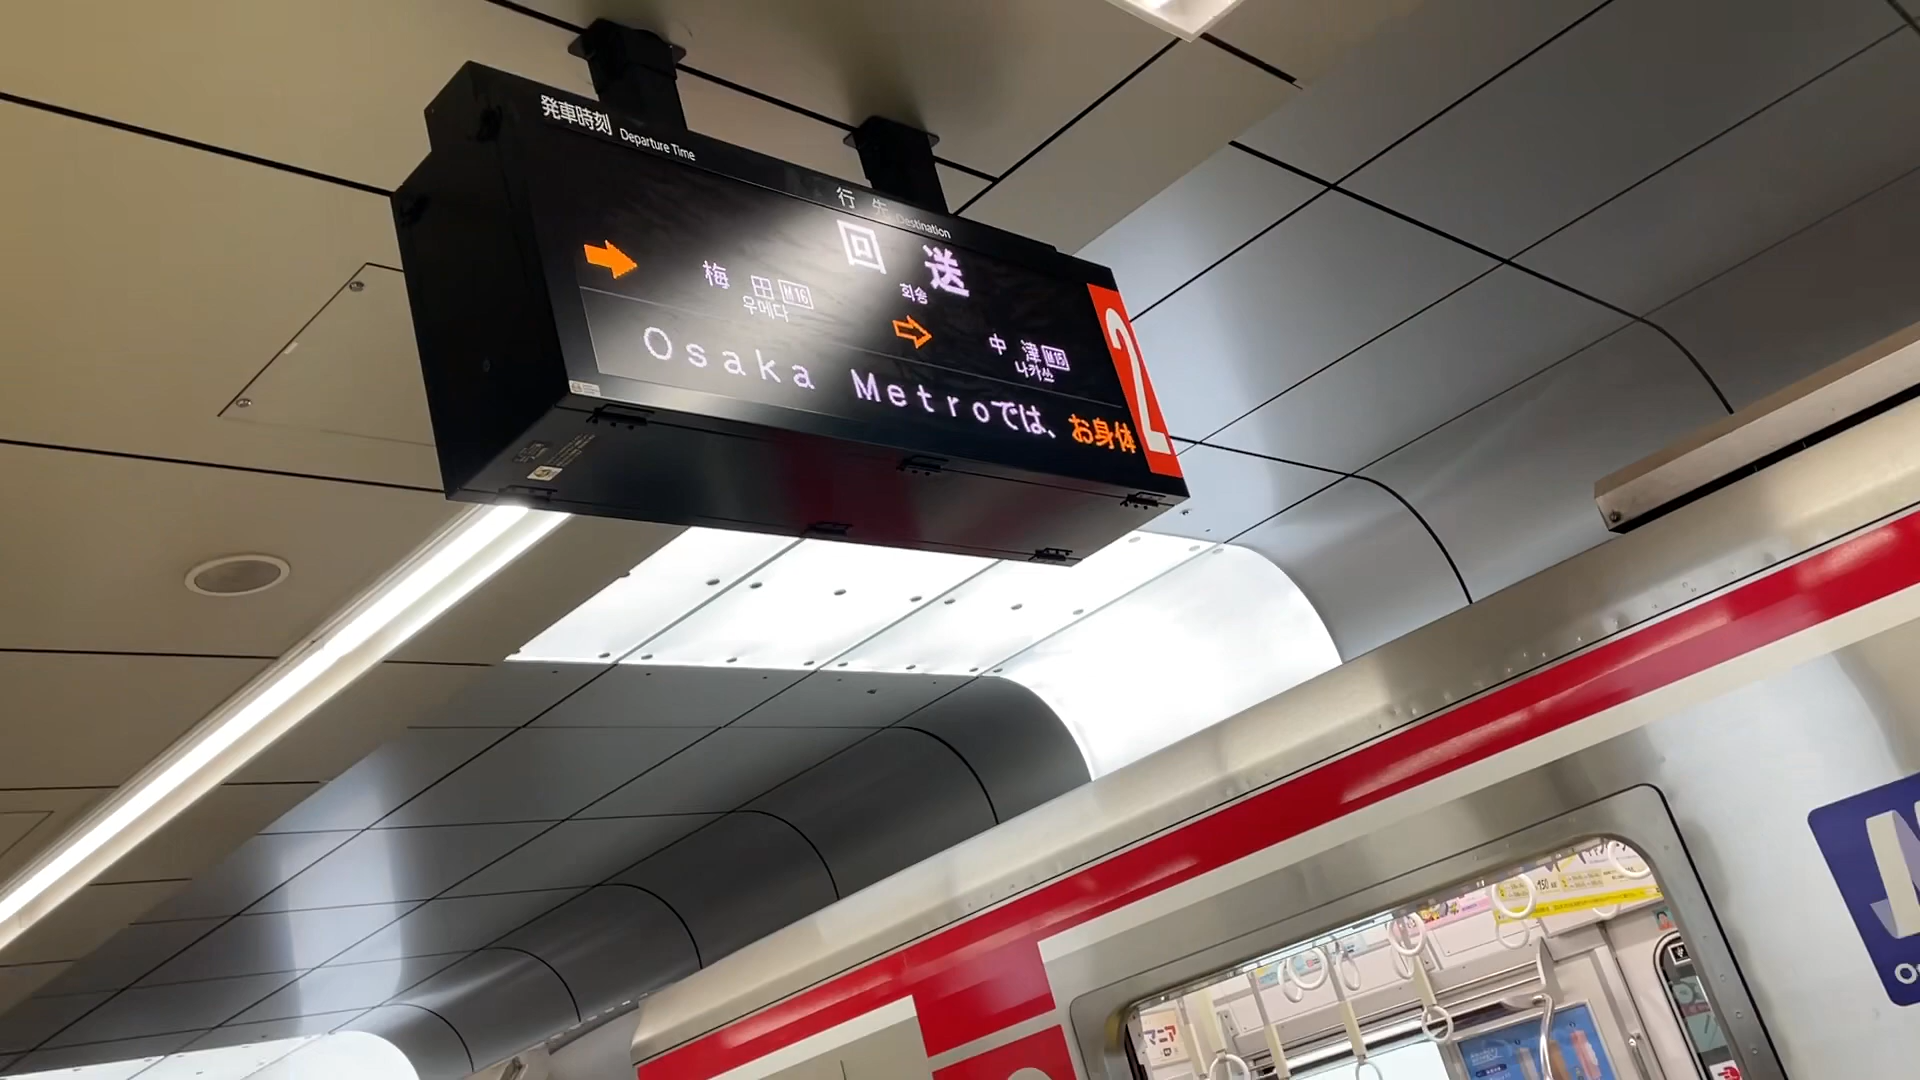 発車時刻 Departure Time
行先 Destination
回送
회송
梅田 M16
우메다
中津 M15
나카쓰
Osaka Metroでは、お身体
2